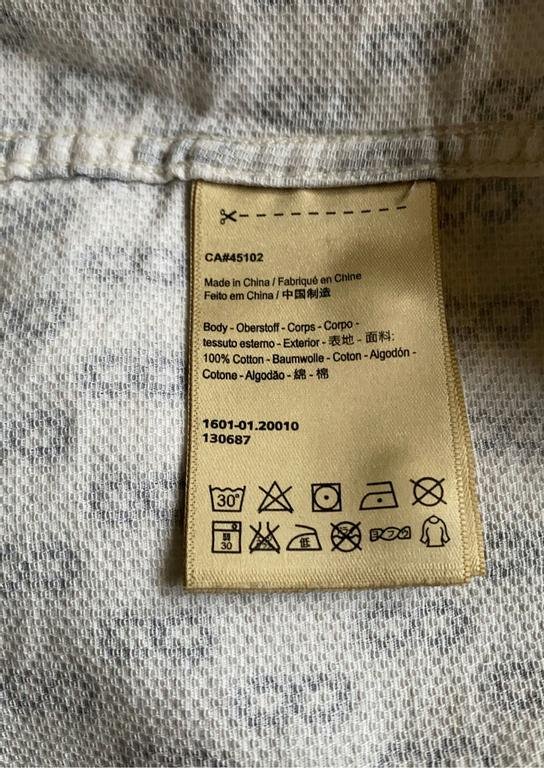 CA#45102
Made in China / Fabriqué en Chine
Feito em China / 中国制造
Body - Oberstoff - Corps - Corpo -
tessuto esterno - Exterior - 表地 - 面料:
100% Cotton - Baumwolle - Coton - Algodón -
Cotone - Algodão - 綿 - 棉
1601-01.20010
130687
30°
弱 30 低